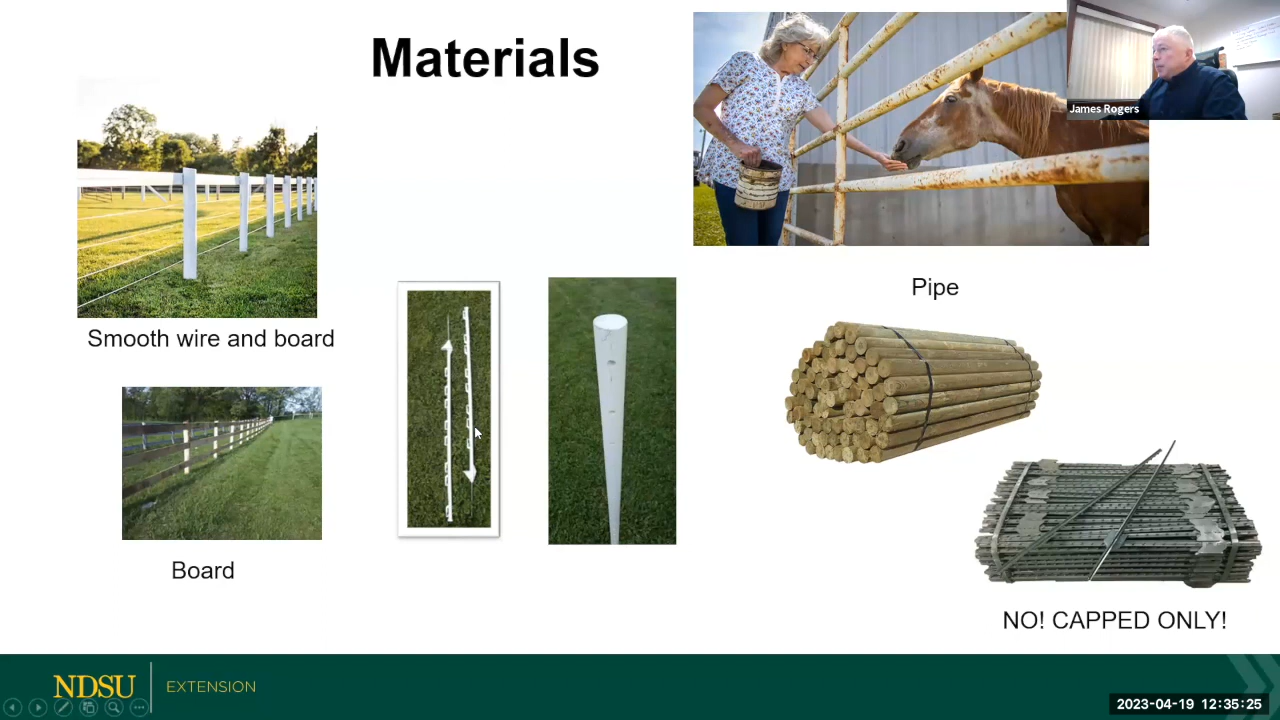 Materials
James Rogers
Smooth wire and board
Pipe
Board
NO! CAPPED ONLY!
NDSU
EXTENSION
2023-04-19 12:35:25